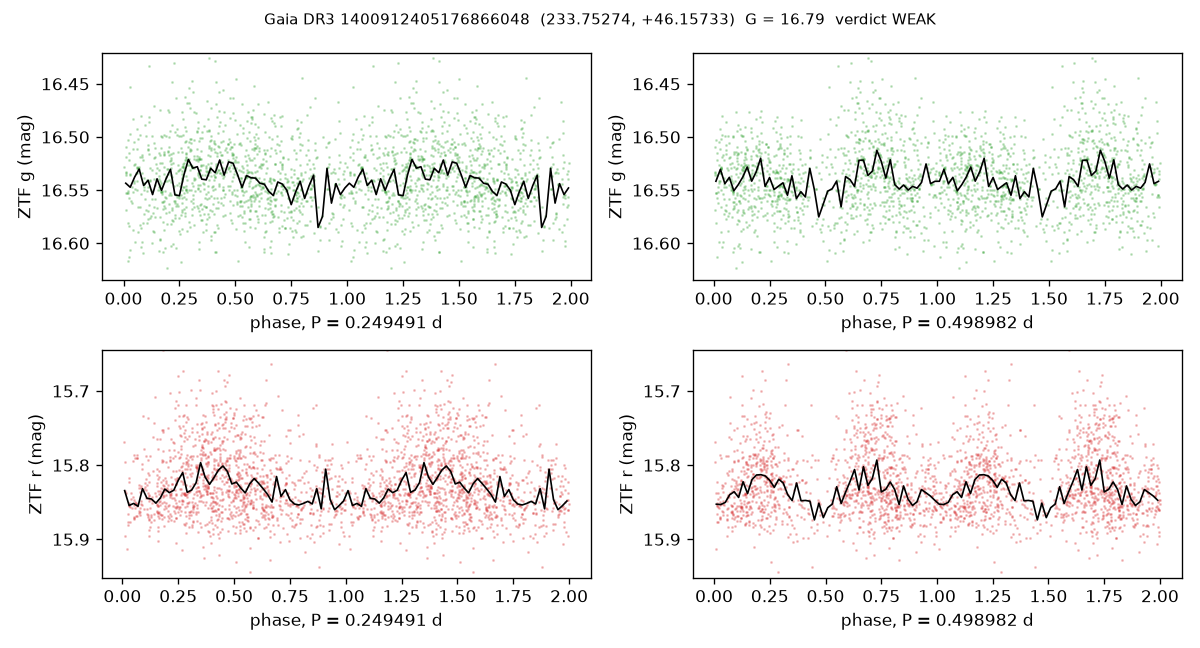 Gaia DR3 1400912405176866048  (233.75274, +46.15733)  G = 16.79  verdict WEAK
ZTF g (mag)
16.45
16.50
16.55
16.60
0.00 0.25 0.50 0.75 1.00 1.25 1.50 1.75 2.00
phase, P = 0.249491 d
ZTF g (mag)
16.45
16.50
16.55
16.60
0.00 0.25 0.50 0.75 1.00 1.25 1.50 1.75 2.00
phase, P = 0.498982 d
ZTF r (mag)
15.7
15.8
15.9
0.00 0.25 0.50 0.75 1.00 1.25 1.50 1.75 2.00
phase, P = 0.249491 d
ZTF r (mag)
15.7
15.8
15.9
0.00 0.25 0.50 0.75 1.00 1.25 1.50 1.75 2.00
phase, P = 0.498982 d